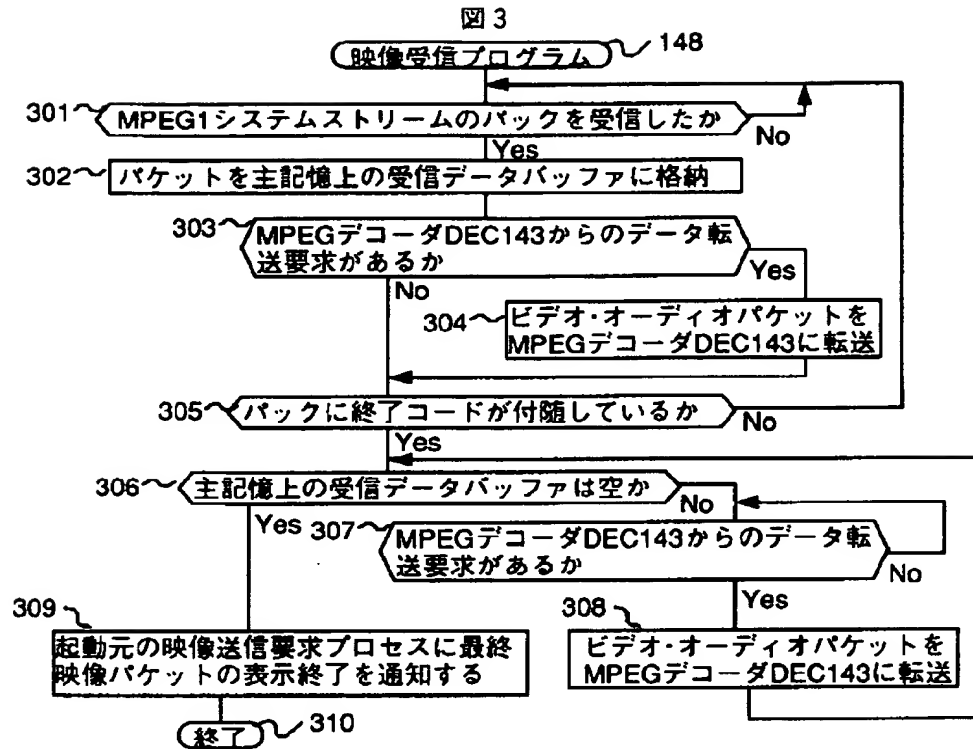 図3
映像受信プログラム
148
301
MPEG1システムストリームのパックを受信したか
No
Yes
302
パケットを主記憶上の受信データバッファに格納
303
MPEGデコーダDEC143からのデータ転
送要求があるか
Yes
No
304
ビデオ・オーディオパケットを
MPEGデコーダDEC143に転送
305
パックに終了コードが付随しているか
No
Yes
306
主記憶上の受信データバッファは空か
No
Yes
307
MPEGデコーダDEC143からのデータ転
送要求があるか
No
Yes
309
起動元の映像送信要求プロセスに最終
映像パケットの表示終了を通知する
308
ビデオ・オーディオパケットを
MPEGデコーダDEC143に転送
終了
310